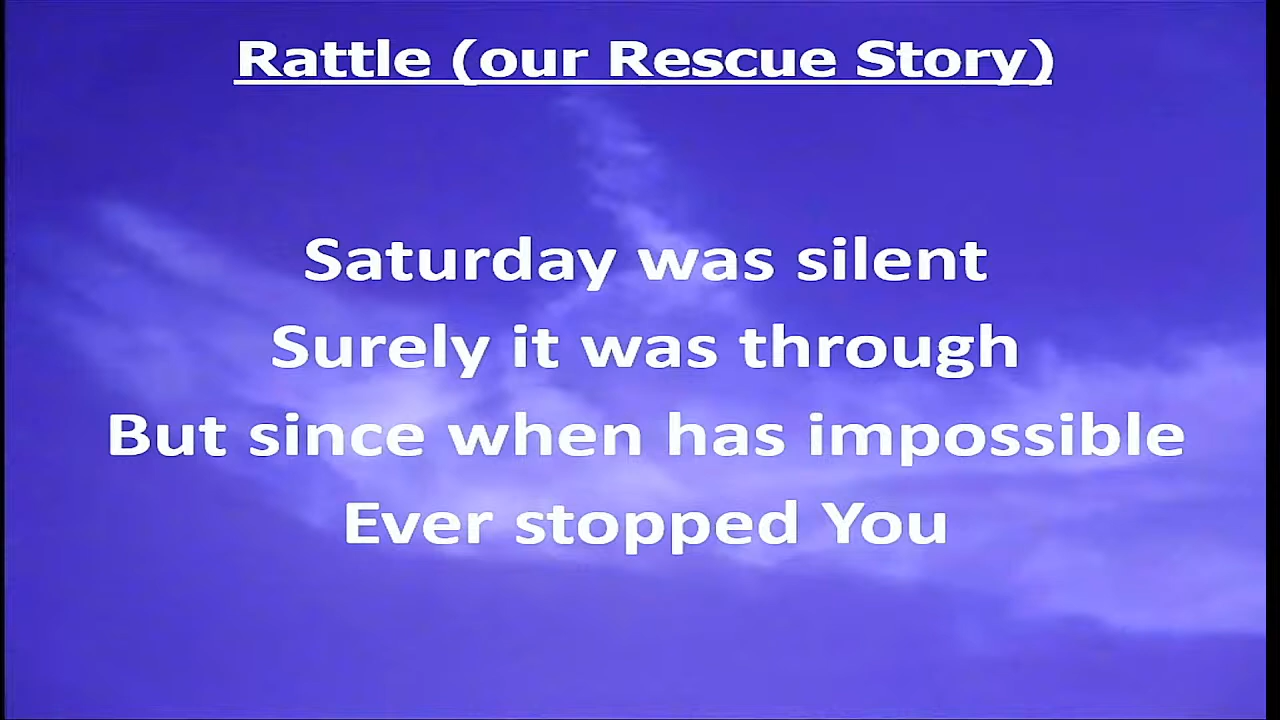 Rattle (our Rescue Story)
Saturday was silent
Surely it was through
But since when has impossible
Ever stopped You